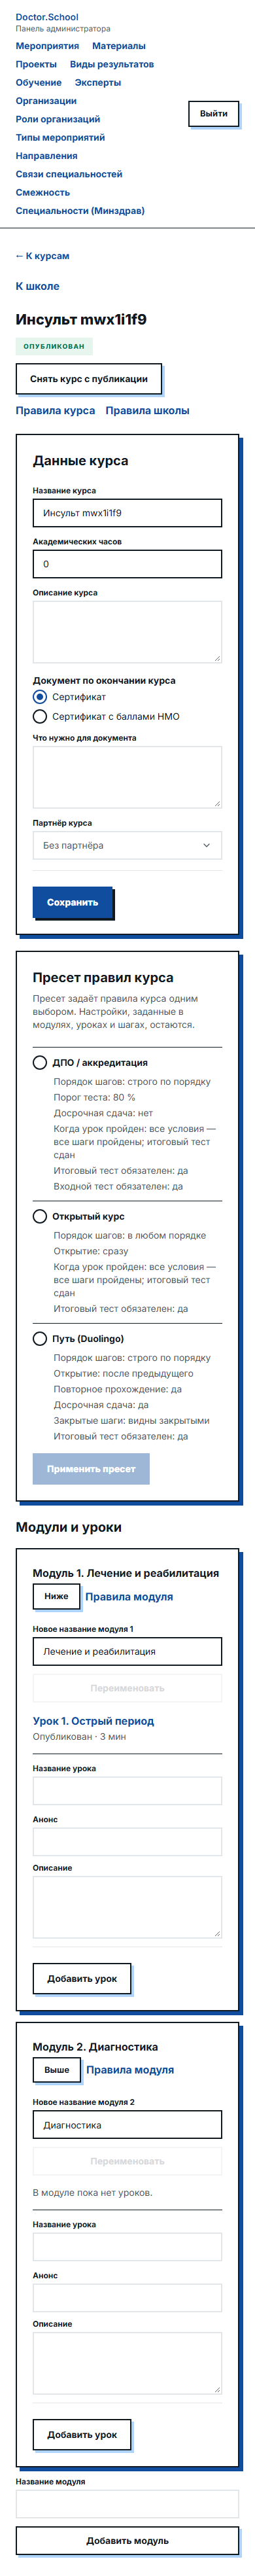 Doctor.School
Панель администратора
Мероприятия Материалы
Проекты Виды результатов
Обучение Эксперты
Организации
Роли организаций
Типы мероприятий
Направления
Связи специальностей
Смежность
Специальности (Минздрав)
Выйти
← К курсам
К школе
Инсульт mwx1i1f9
ОПУБЛИКОВАН
Снять курс с публикации
Правила курса Правила школы
Данные курса
Название курса
Инсульт mwx1i1f9
Академических часов
0
Описание курса
Документ по окончании курса
Сертификат
Сертификат с баллами НМО
Что нужно для документа
Партнёр курса
Без партнёра
Сохранить
Пресет правил курса
Пресет задаёт правила курса одним
выбором. Настройки, заданные в
модулях, уроках и шагах, остаются.
ДПО / аккредитация
Порядок шагов: строго по порядку
Порог теста: 80 %
Досрочная сдача: нет
Когда урок пройден: все условия —
все шаги пройдены; итоговый тест
сдан
Итоговый тест обязателен: да
Входной тест обязателен: да
Открытый курс
Порядок шагов: в любом порядке
Открытие: сразу
Когда урок пройден: все условия —
все шаги пройдены; итоговый тест
сдан
Итоговый тест обязателен: да
Путь (Duolingo)
Порядок шагов: строго по порядку
Открытие: после предыдущего
Повторное прохождение: да
Досрочная сдача: да
Закрытые шаги: видны закрытыми
Итоговый тест обязателен: да
Применить пресет
Модули и уроки
Модуль 1. Лечение и реабилитация
Ниже Правила модуля
Новое название модуля 1
Лечение и реабилитация
Переименовать
Урок 1. Острый период
Опубликован · 3 мин
Название урока
Анонс
Описание
Добавить урок
Модуль 2. Диагностика
Выше Правила модуля
Новое название модуля 2
Диагностика
Переименовать
В модуле пока нет уроков.
Название урока
Анонс
Описание
Добавить урок
Название модуля
Добавить модуль